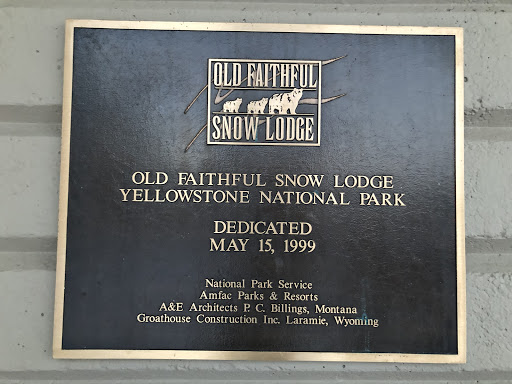 OLD FAITHFUL
SNOW LODGE
OLD FAITHFUL SNOW LODGE
YELLOWSTONE NATIONAL PARK
DEDICATED
MAY 15, 1999
National Park Service
Amfac Parks & Resorts
A&E Architects P. C. Billings, Montana
Groathouse Construction Inc. Laramie, Wyoming